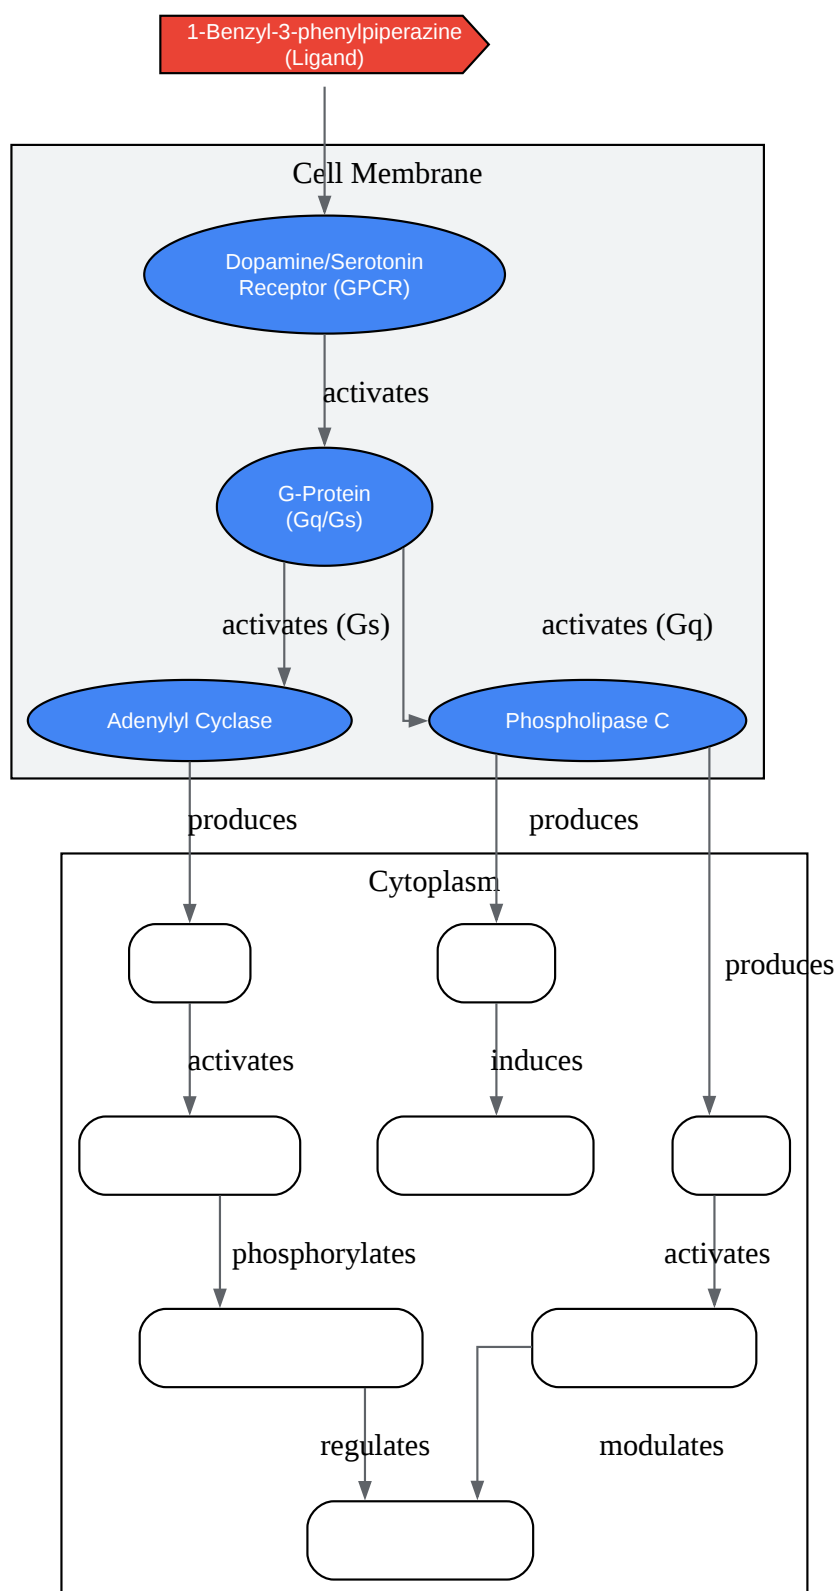 1-Benzyl-3-phenylpiperazine
(Ligand)
Cell Membrane
Dopamine/Serotonin
Receptor (GPCR)
activates
G-Protein
(Gq/Gs)
activates (Gs)
activates (Gq)
Adenylyl Cyclase
Phospholipase C
produces
produces
Cytoplasm
produces
activates
induces
phosphorylates
activates
regulates
modulates